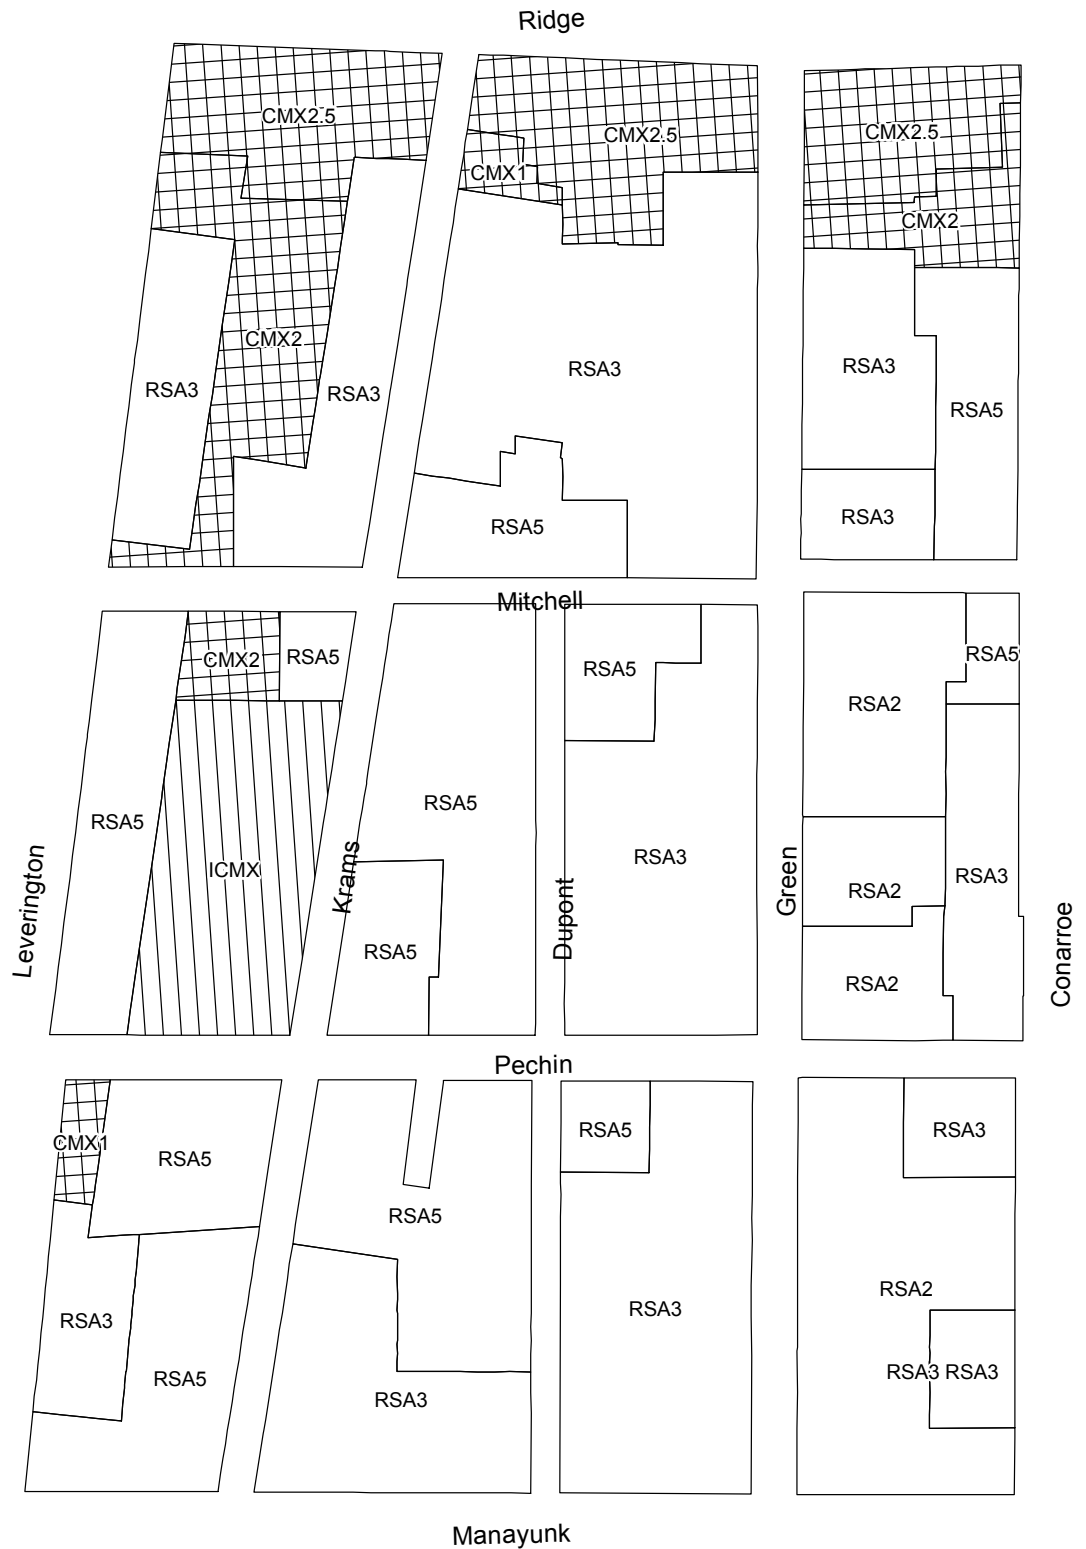 Ridge
CMX2.5
CMX2.5
CMX2.5
CMX1
CMX2
CMX2
RSA3
RSA3
RSA3
RSA3
RSA5
RSA3
RSA5
Mitchell
CMX2
RSA5
RSA5
RSA5
RSA2
RSA5
RSA5
RSA3
ICMX
Leverington
Krams
Dupont
Green
RSA2
RSA3
Conarroe
RSA5
RSA2
Pechin
CMX1
RSA5
RSA5
RSA3
RSA5
RSA2
RSA3
RSA3
RSA3 RSA3
RSA5
RSA3
Manayunk